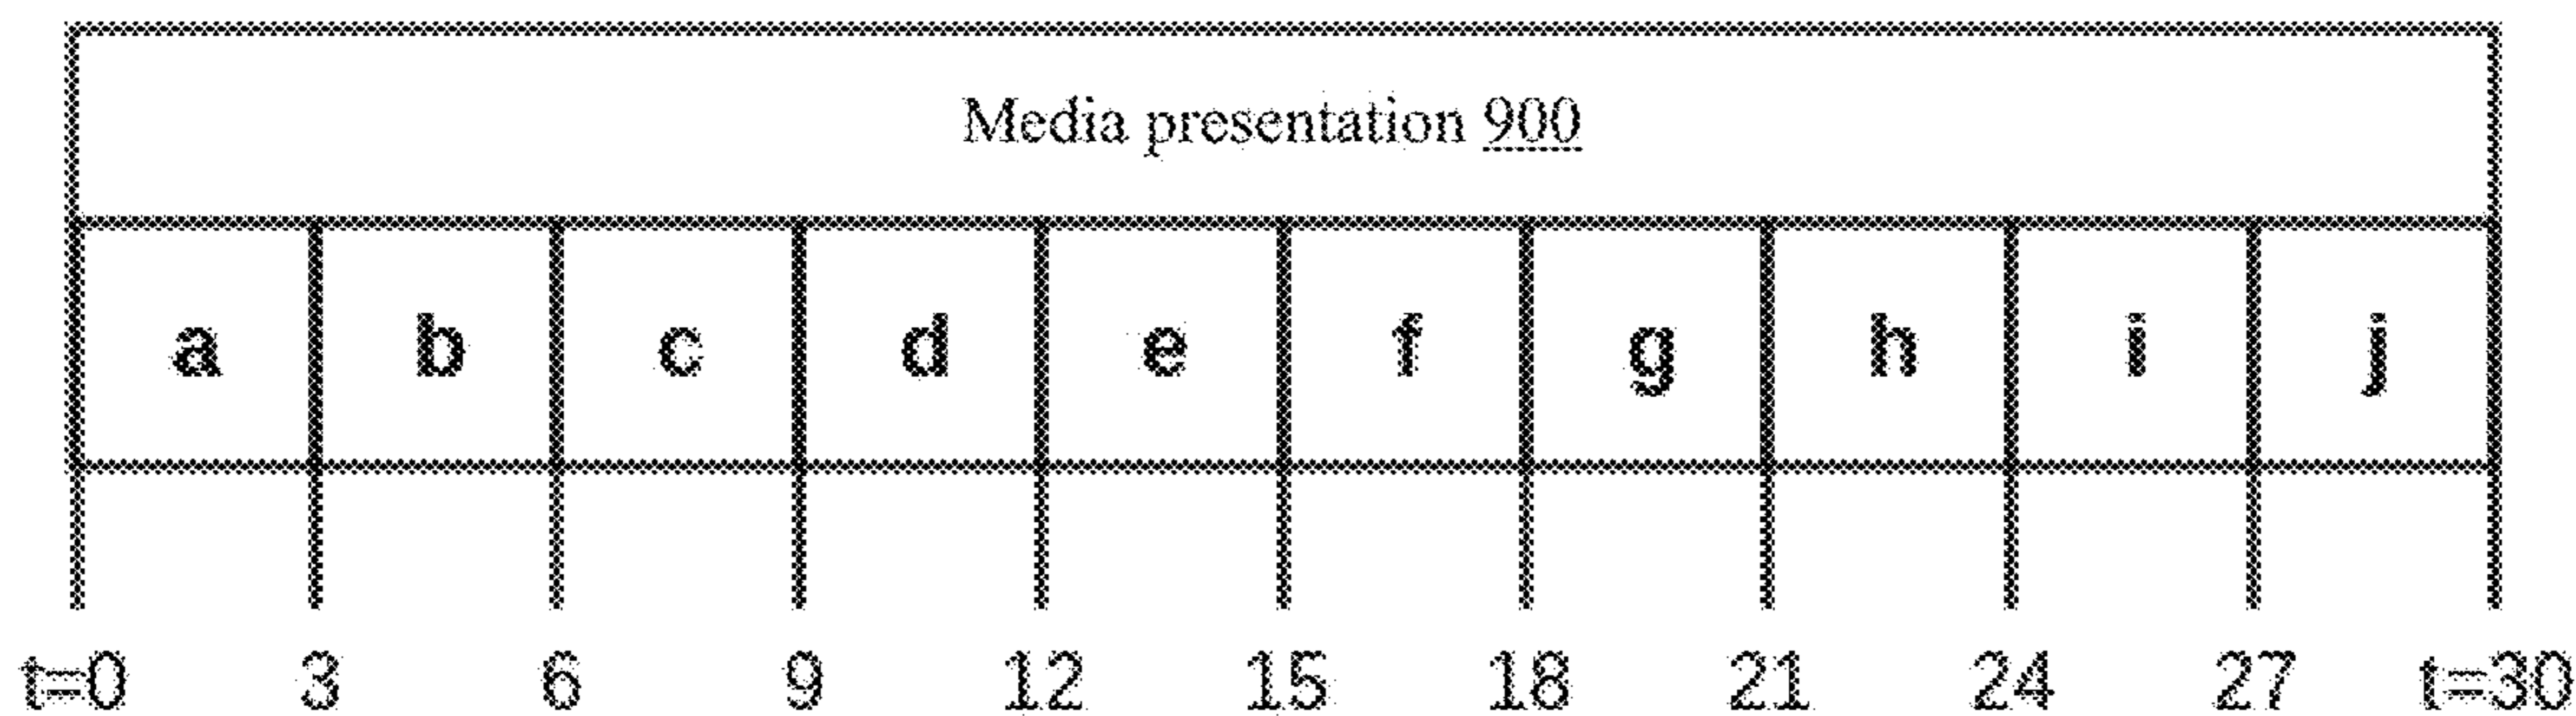 Media presentation 900
a b c d e f g h i j
t=0 3 6 9 12 15 18 21 24 27 t=30